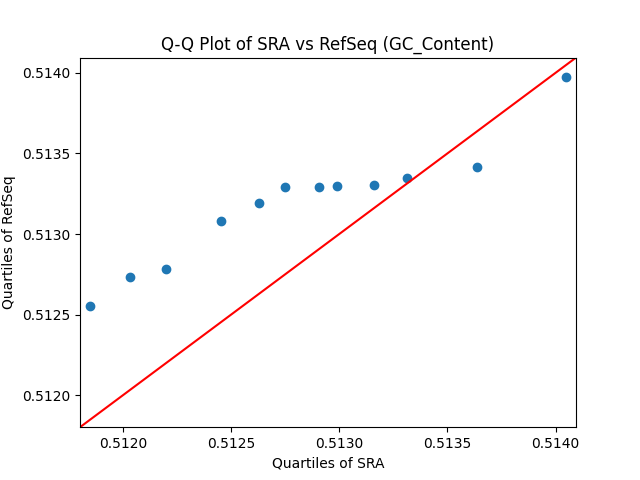 Q-Q Plot of SRA vs RefSeq (GC_Content)
0.5140
0.5135
0.5130
0.5125
0.5120
Quartiles of RefSeq
0.5120 0.5125 0.5130 0.5135 0.5140
Quartiles of SRA